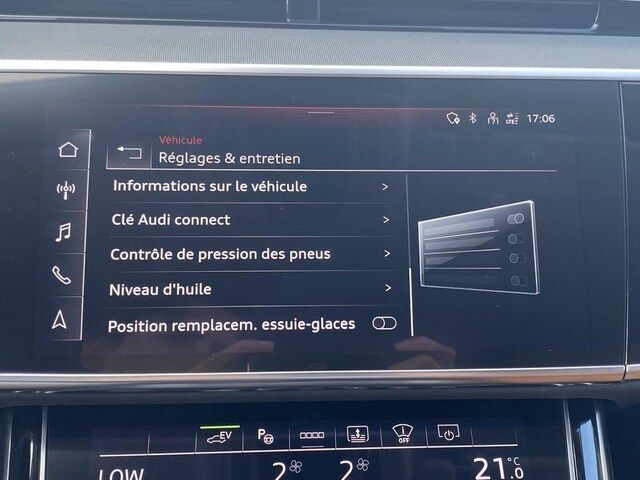 17:06
Véhicule
Réglages & entretien
Informations sur le véhicule >
Clé Audi connect >
Contrôle de pression des pneus >
Niveau d'huile >
Position remplacem. essuie-glaces
EV
P
OFF
LOW 2 2 21.0 °C